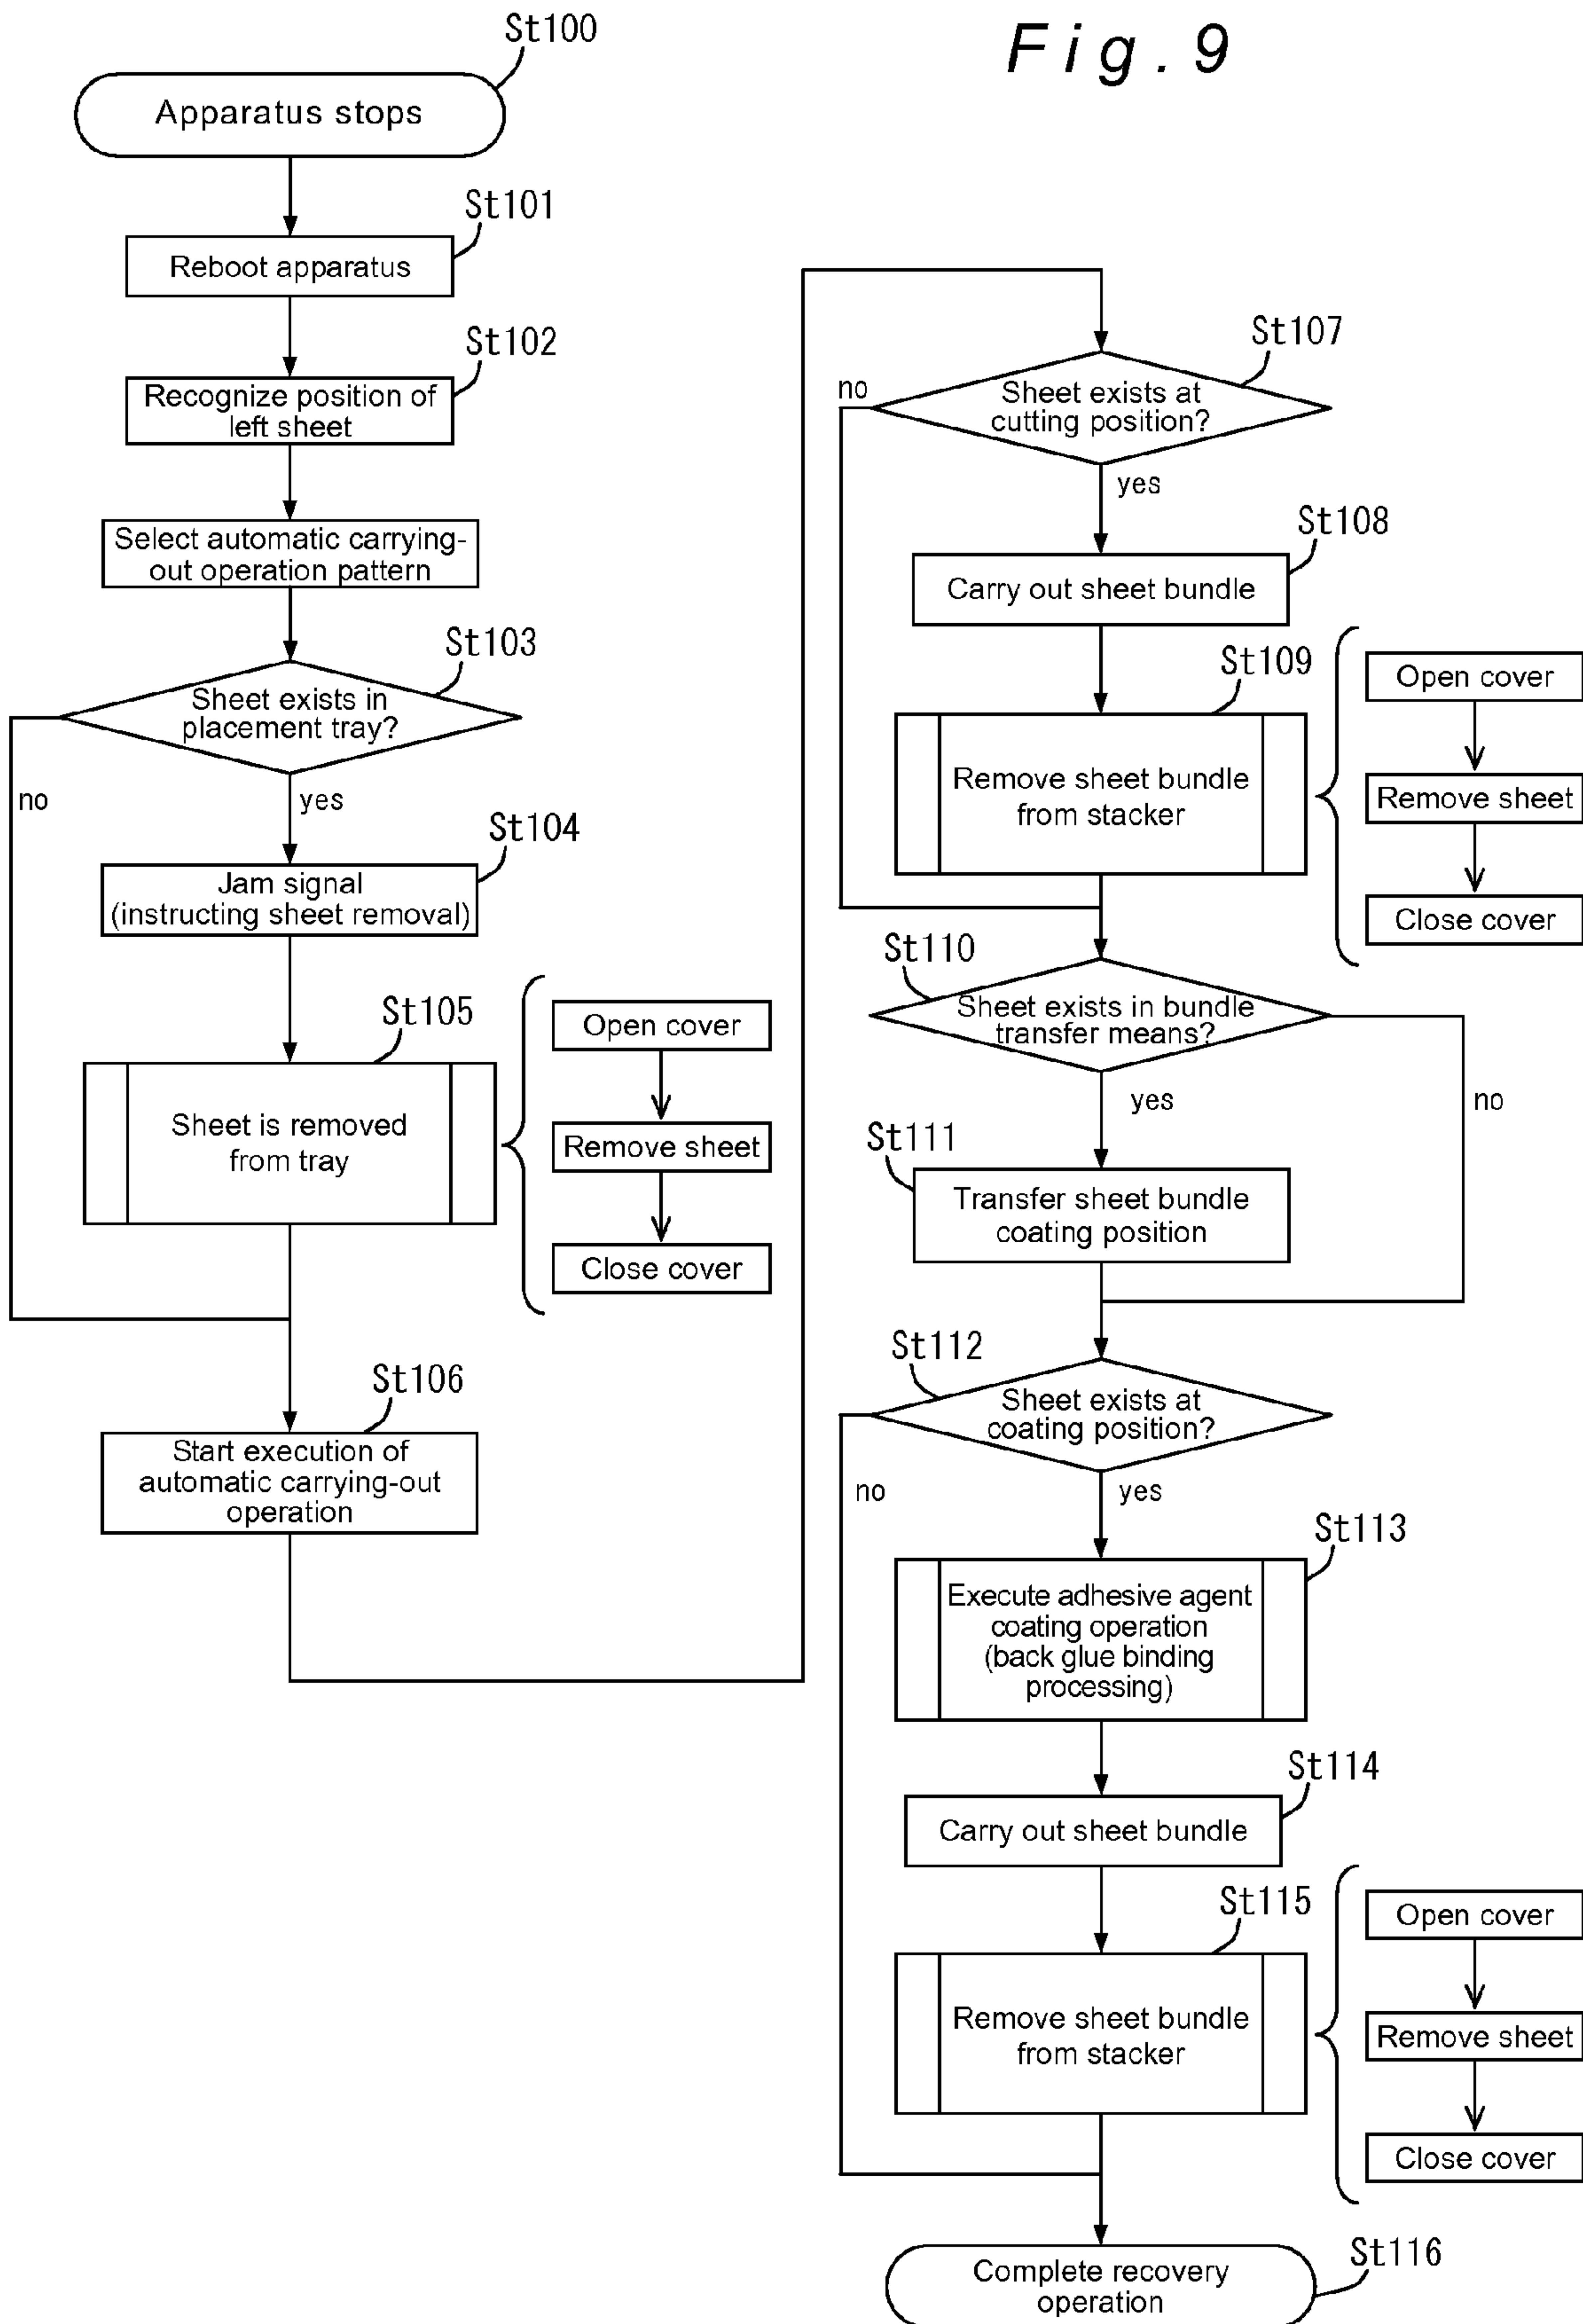 Fig. 9
St100
Apparatus stops
St101
Reboot apparatus
St102
Recognize position of
left sheet
Select automatic carrying-
out operation pattern
St103
Sheet exists in
placement tray?
no
yes
St104
Jam signal
(instructing sheet removal)
St105
Sheet is removed
from tray
Open cover
Remove sheet
Close cover
St106
Start execution of
automatic carrying-out
operation
St107
Sheet exists at
cutting position?
no
yes
St108
Carry out sheet bundle
St109
Remove sheet bundle
from stacker
Open cover
Remove sheet
Close cover
St110
Sheet exists in bundle
transfer means?
yes
no
St111
Transfer sheet bundle
coating position
St112
Sheet exists at
coating position?
no
yes
St113
Execute adhesive agent
coating operation
(back glue binding
processing)
St114
Carry out sheet bundle
St115
Remove sheet bundle
from stacker
Open cover
Remove sheet
Close cover
St116
Complete recovery
operation